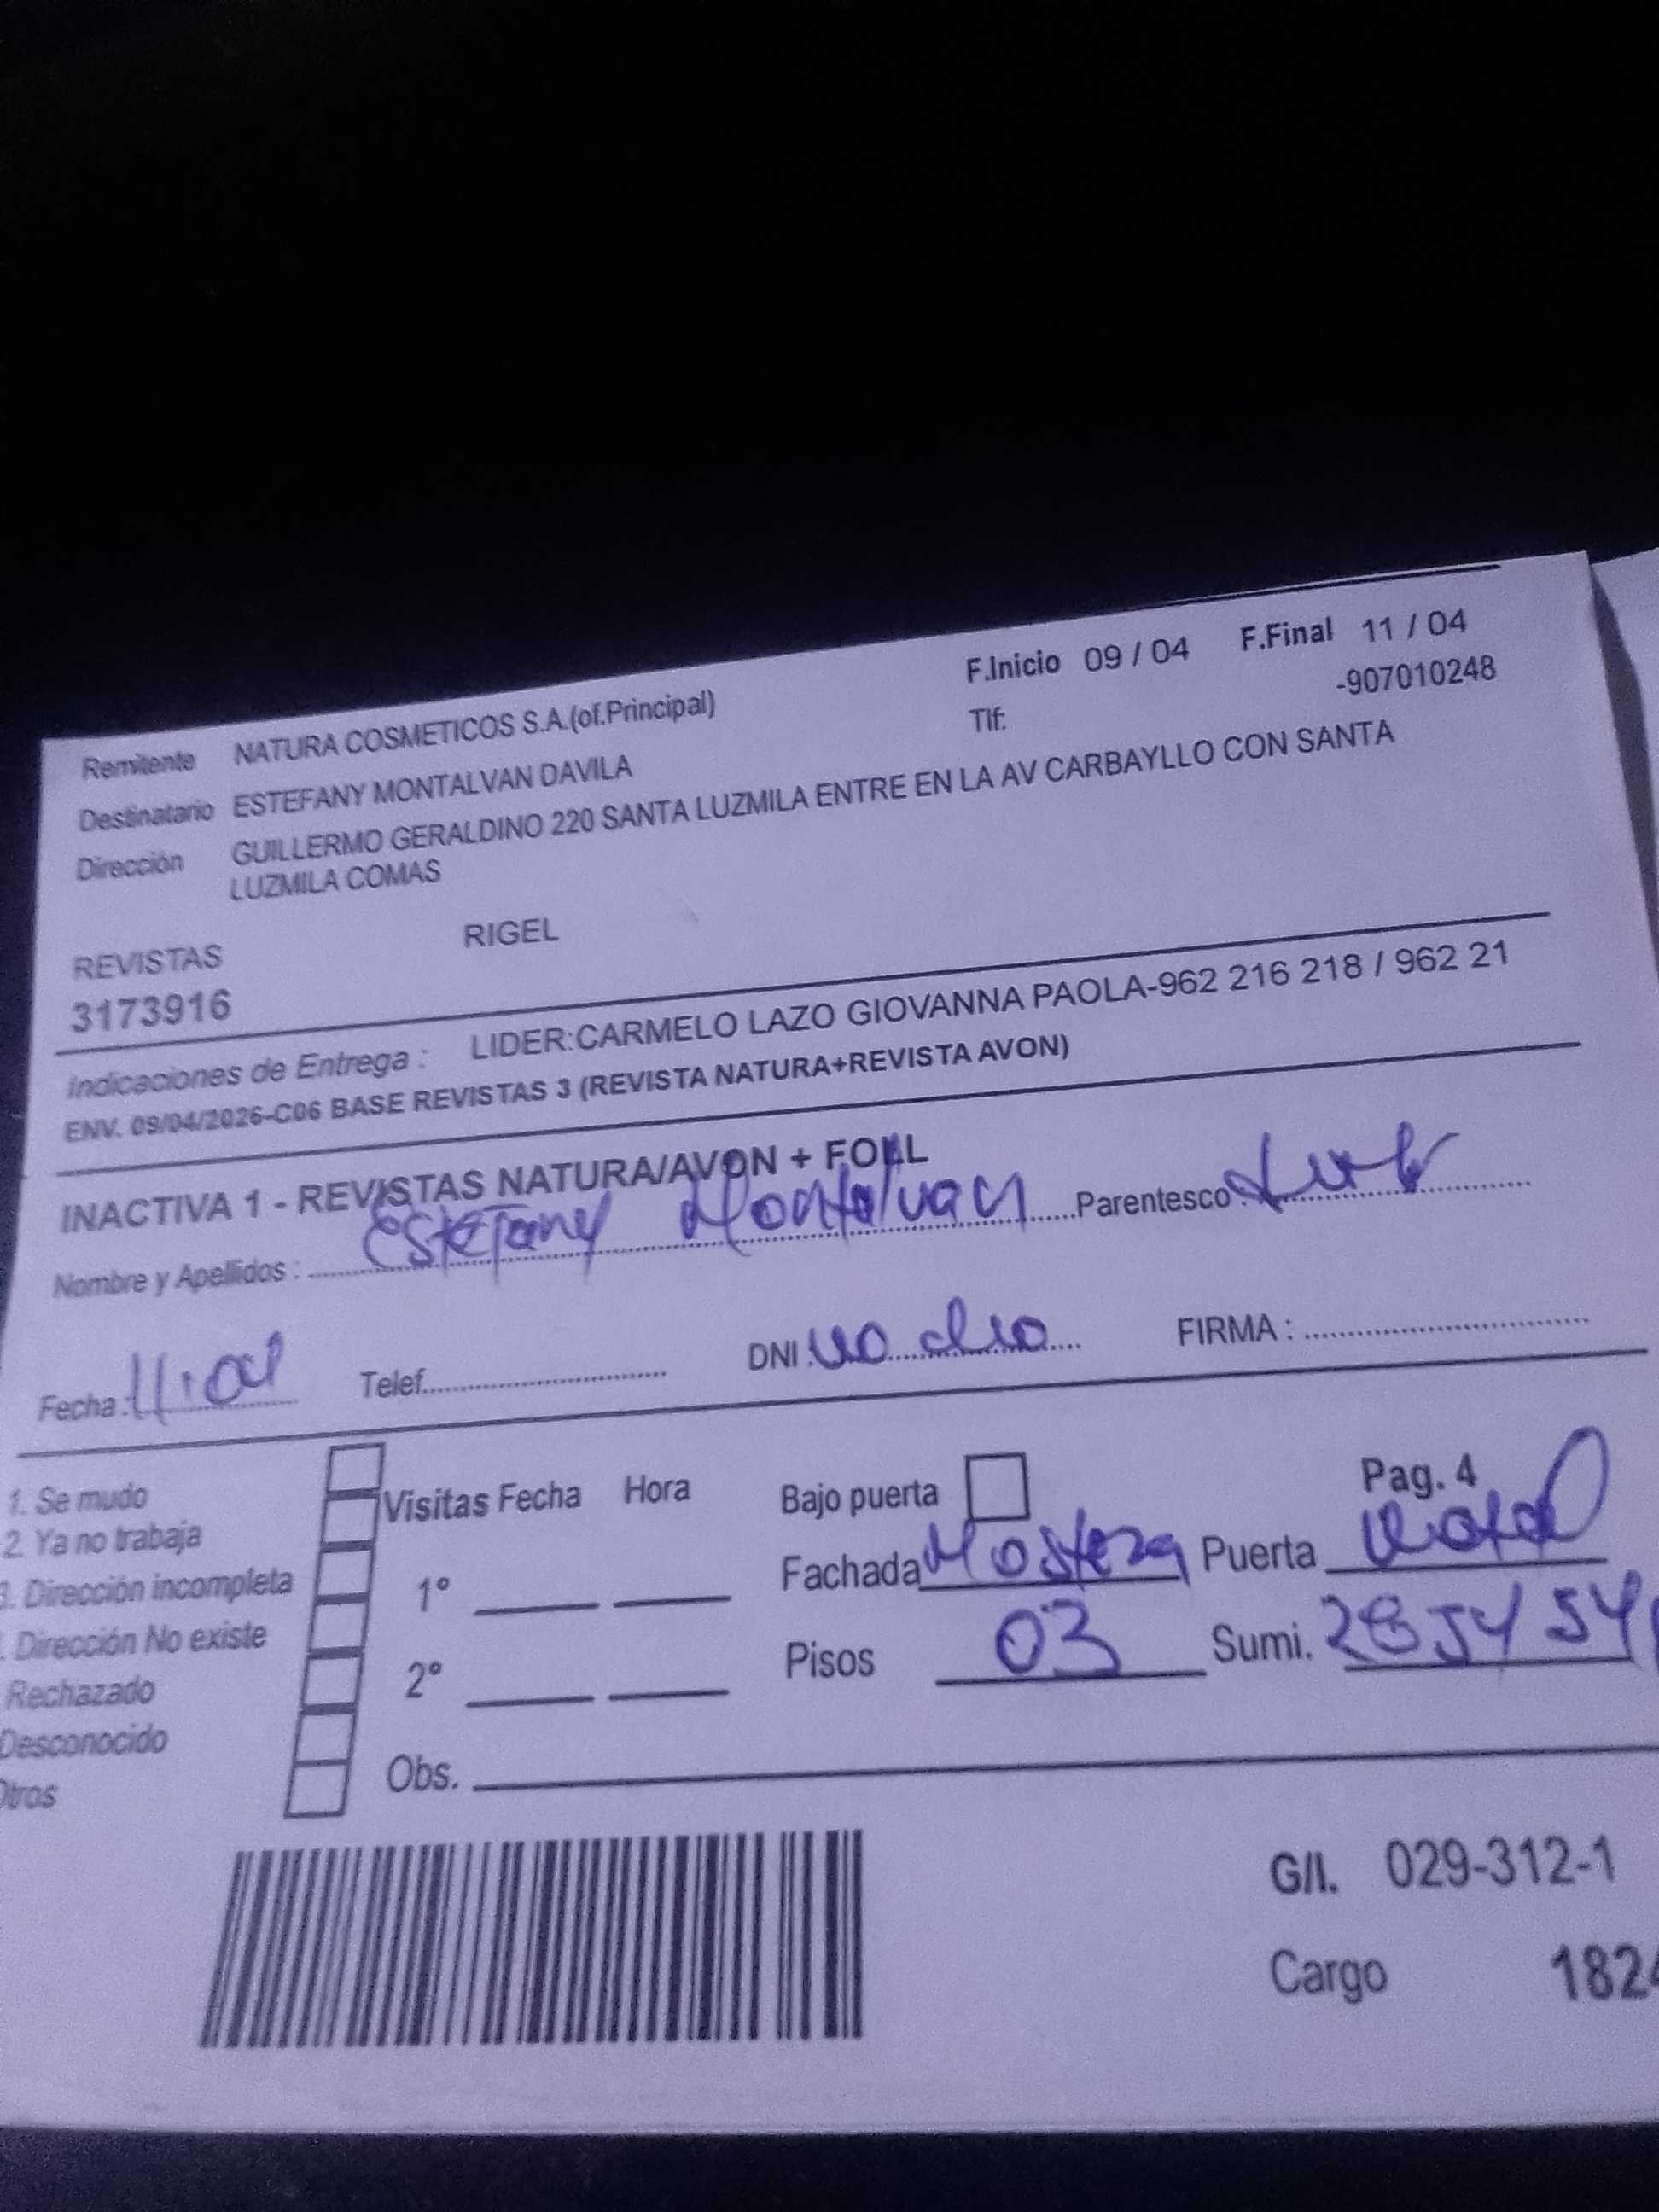 F.Inicio 09 / 04 F.Final 11 / 04
Remitente NATURA COSMETICOS S.A.(of.Principal) Tlf: -907010248
Destinatario ESTEFANY MONTALVAN DAVILA
Dirección GUILLERMO GERALDINO 220 SANTA LUZMILA ENTRE EN LA AV CARBAYLLO CON SANTA
LUZMILA COMAS
REVISTAS RIGEL
3173916
Indicaciones de Entrega : LIDER:CARMELO LAZO GIOVANNA PAOLA-962 216 218 / 962 21
ENV. 09/04/2026-C06 BASE REVISTAS 3 (REVISTA NATURA+REVISTA AVON)
INACTIVA 1 - REVISTAS NATURA/AVON + FOLL
Nombre y Apellidos : Estefany Montalvan Parentesco
Fecha : Telef. DNI : no dio FIRMA :
1. Se mudo
2. Ya no trabaja
3. Dirección incompleta
. Dirección No existe
Rechazado
Desconocido
Otros
Visitas Fecha Hora
1°
2°
Obs.
Bajo puerta Pag. 4
Fachada Mosteza Puerta
Pisos 03 Sumi.
G/I. 029-312-1
Cargo 182